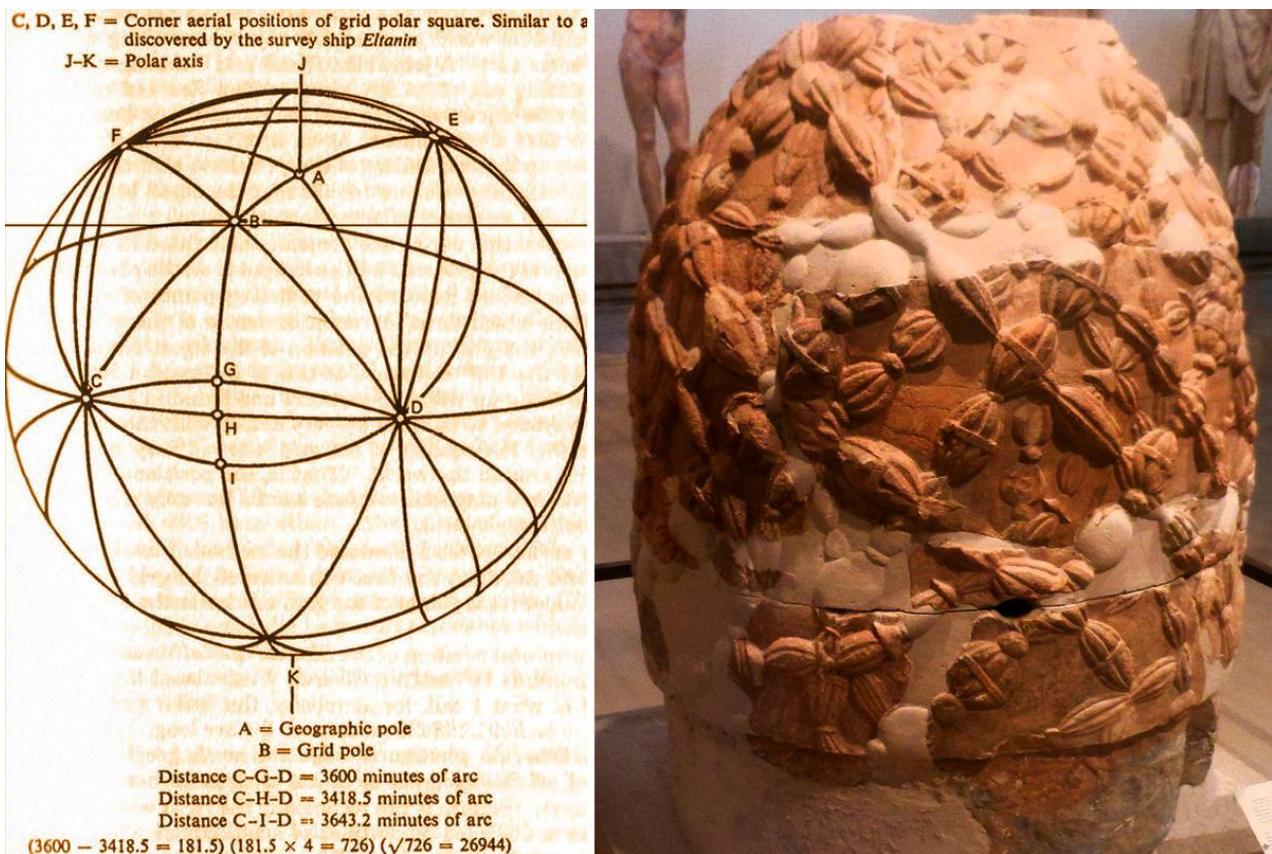 C, D, E, F = Corner aerial positions of grid polar square. Similar to a
discovered by the survey ship Eltanin
J–K = Polar axis
J
F
E
A
B
C
G
D
H
I
K
A = Geographic pole
B = Grid pole
Distance C–G–D = 3600 minutes of arc
Distance C–H–D = 3418.5 minutes of arc
Distance C–I–D = 3643.2 minutes of arc
(3600 − 3418.5 = 181.5) (181.5 × 4 = 726) (√726 = 26944)